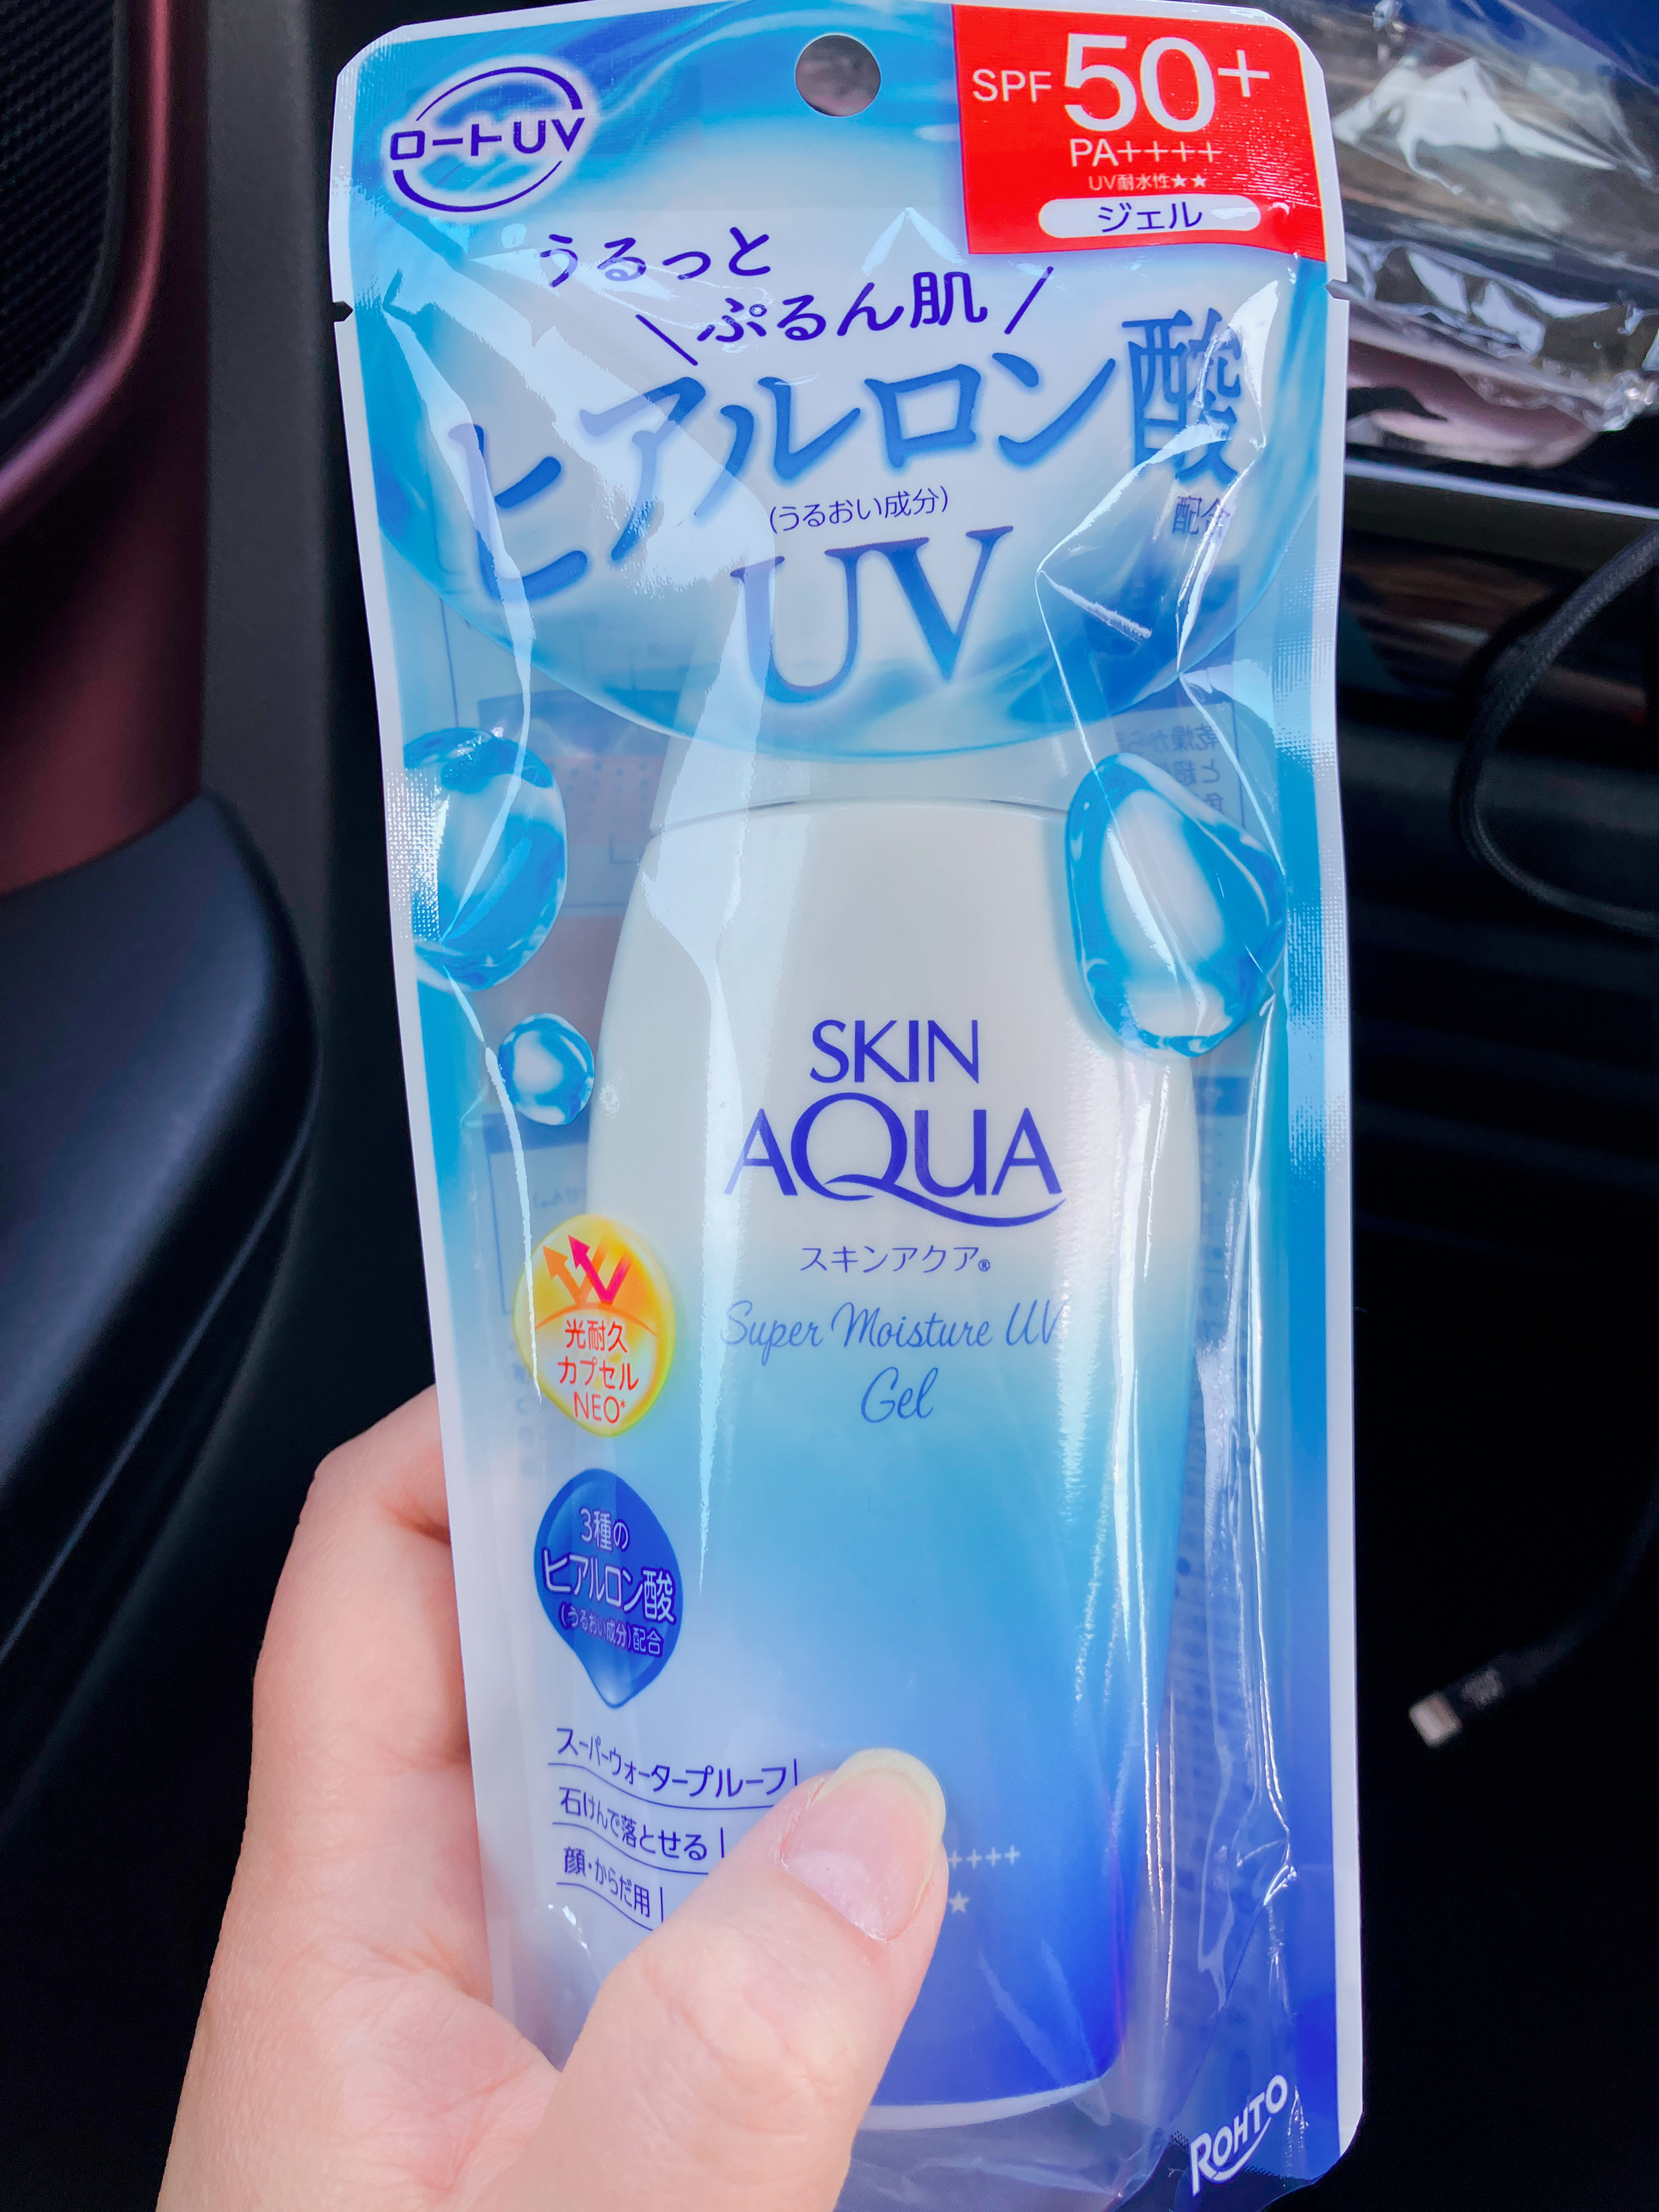 ロートUV
SPF50+
PA++++
UV耐水性★★
ジェル
うるっと
ぷるん肌
ヒアルロン酸
(うるおい成分)
配合
UV
SKIN
AQUA
スキンアクア®
Super Moisture UV
Gel
光耐久
カプセル
NEO*
3種の
ヒアルロン酸
(うるおい成分)配合
スーパーウォータープルーフ
石けんで落とせる
顔・からだ用
++++
★
ROHTO